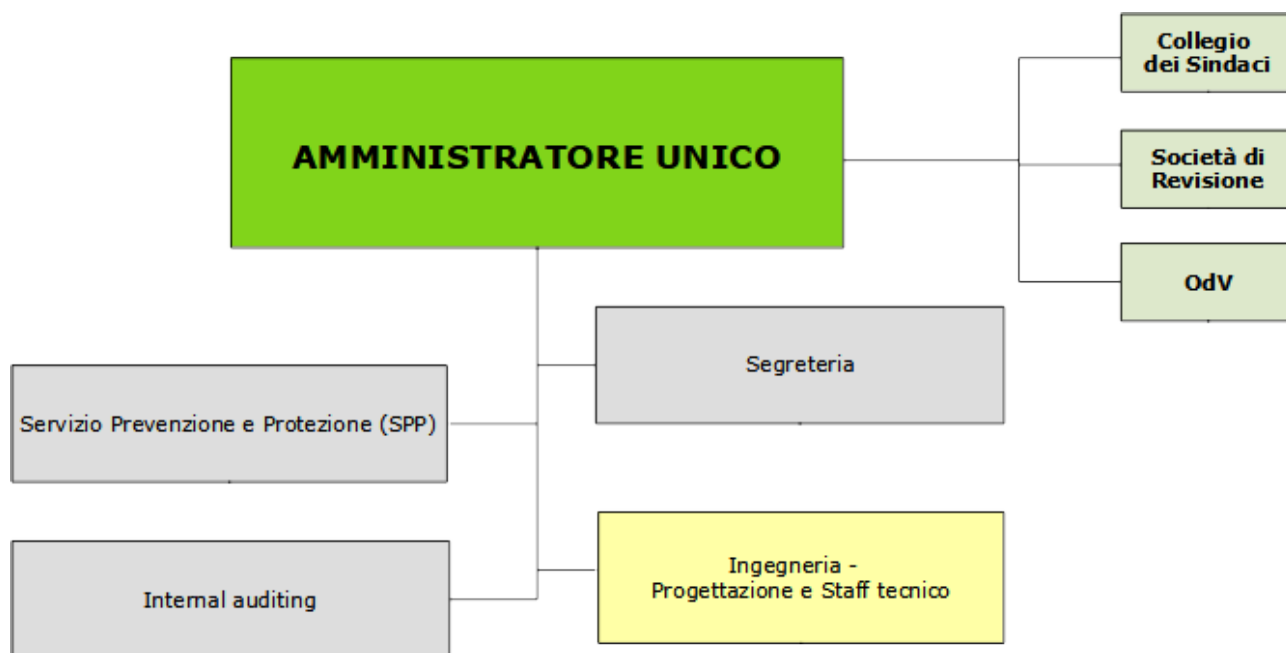 Collegio
dei Sindaci
AMMINISTRATORE UNICO
Società di
Revisione
OdV
Segreteria
Servizio Prevenzione e Protezione (SPP)
Ingegneria -
Progettazione e Staff tecnico
Internal auditing